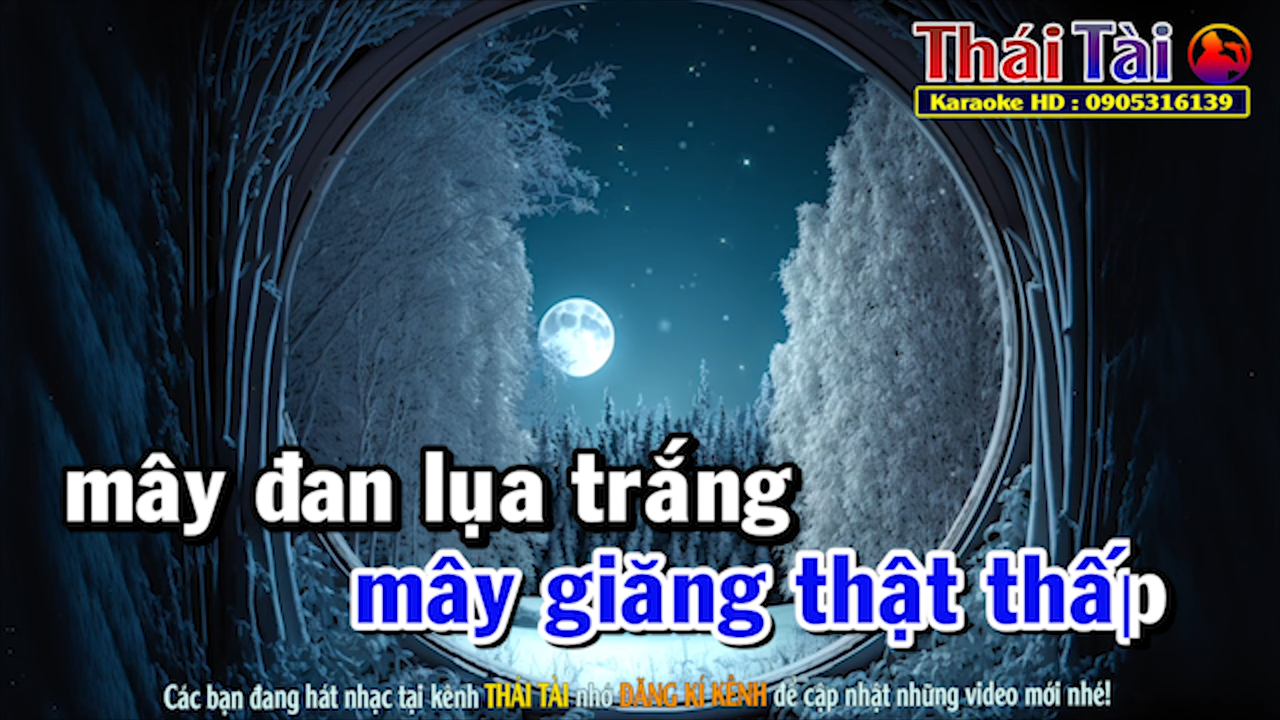 Thái Tài
Karaoke HD : 0905316139
mây đan lụa trắng
mây giăng thật thấp
Các bạn đang hát nhạc tại kênh THÁI TÀI nhớ ĐĂNG KÍ KÊNH để cập nhật những video mới nhé!